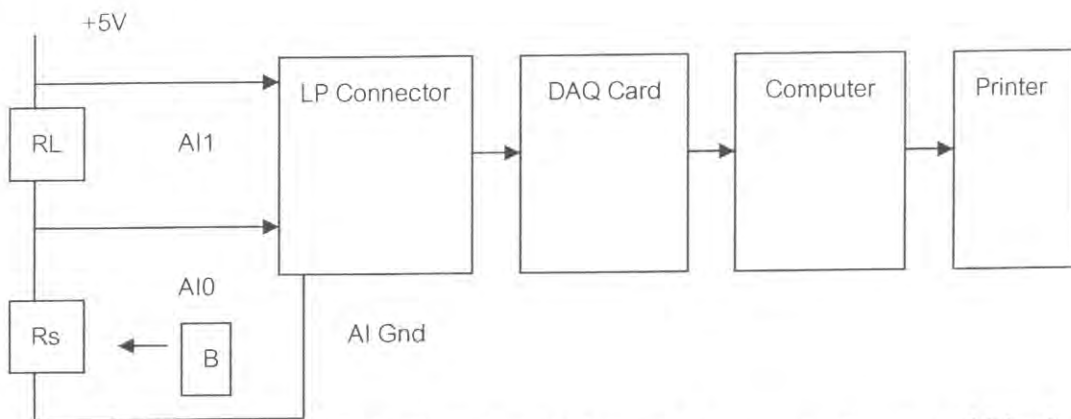 +5V
LP Connector
DAQ Card
Computer
Printer
RL
AI1
AI0
Rs
B
AI Gnd